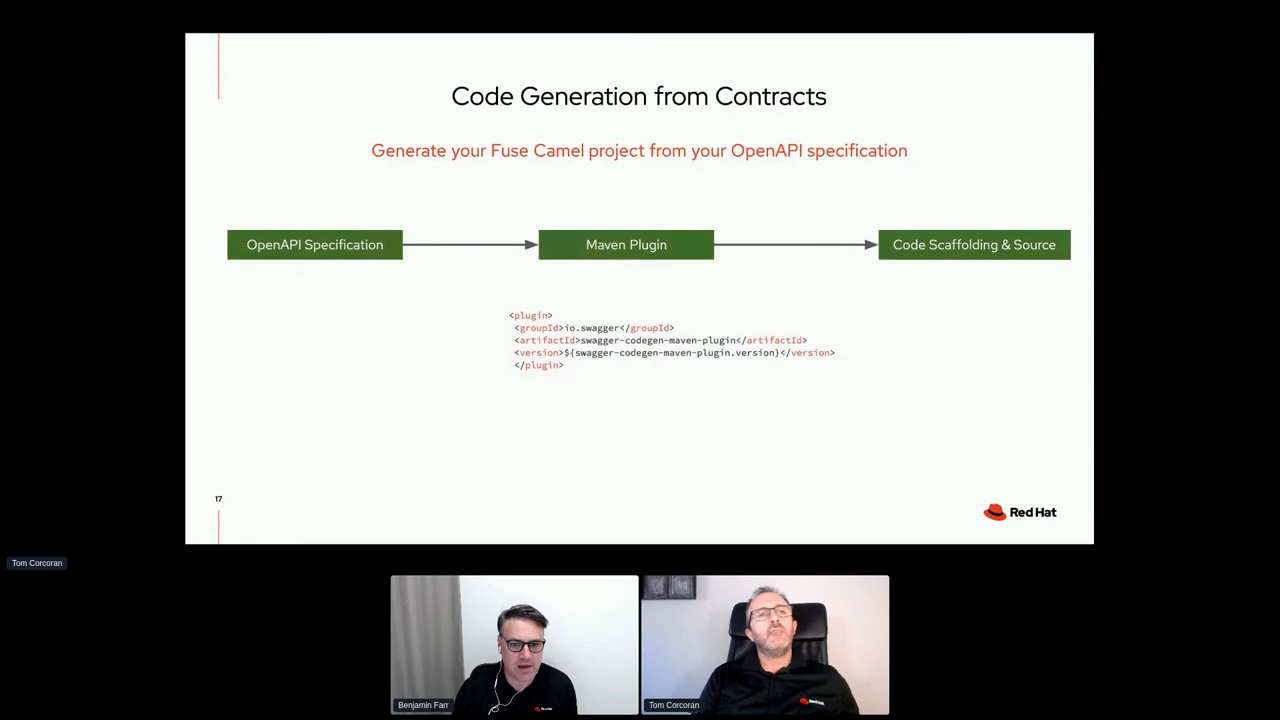 Code Generation from Contracts
Generate your Fuse Camel project from your OpenAPI specification
OpenAPI Specification
Maven Plugin
Code Scaffolding & Source
<plugin>
<groupId>io.swagger</groupId>
<artifactId>swagger-codegen-maven-plugin</artifactId>
<version>${swagger-codegen-maven-plugin.version}</version>
</plugin>
17
Red Hat
Tom Corcoran
Benjamin Farr
Tom Corcoran
Red Hat